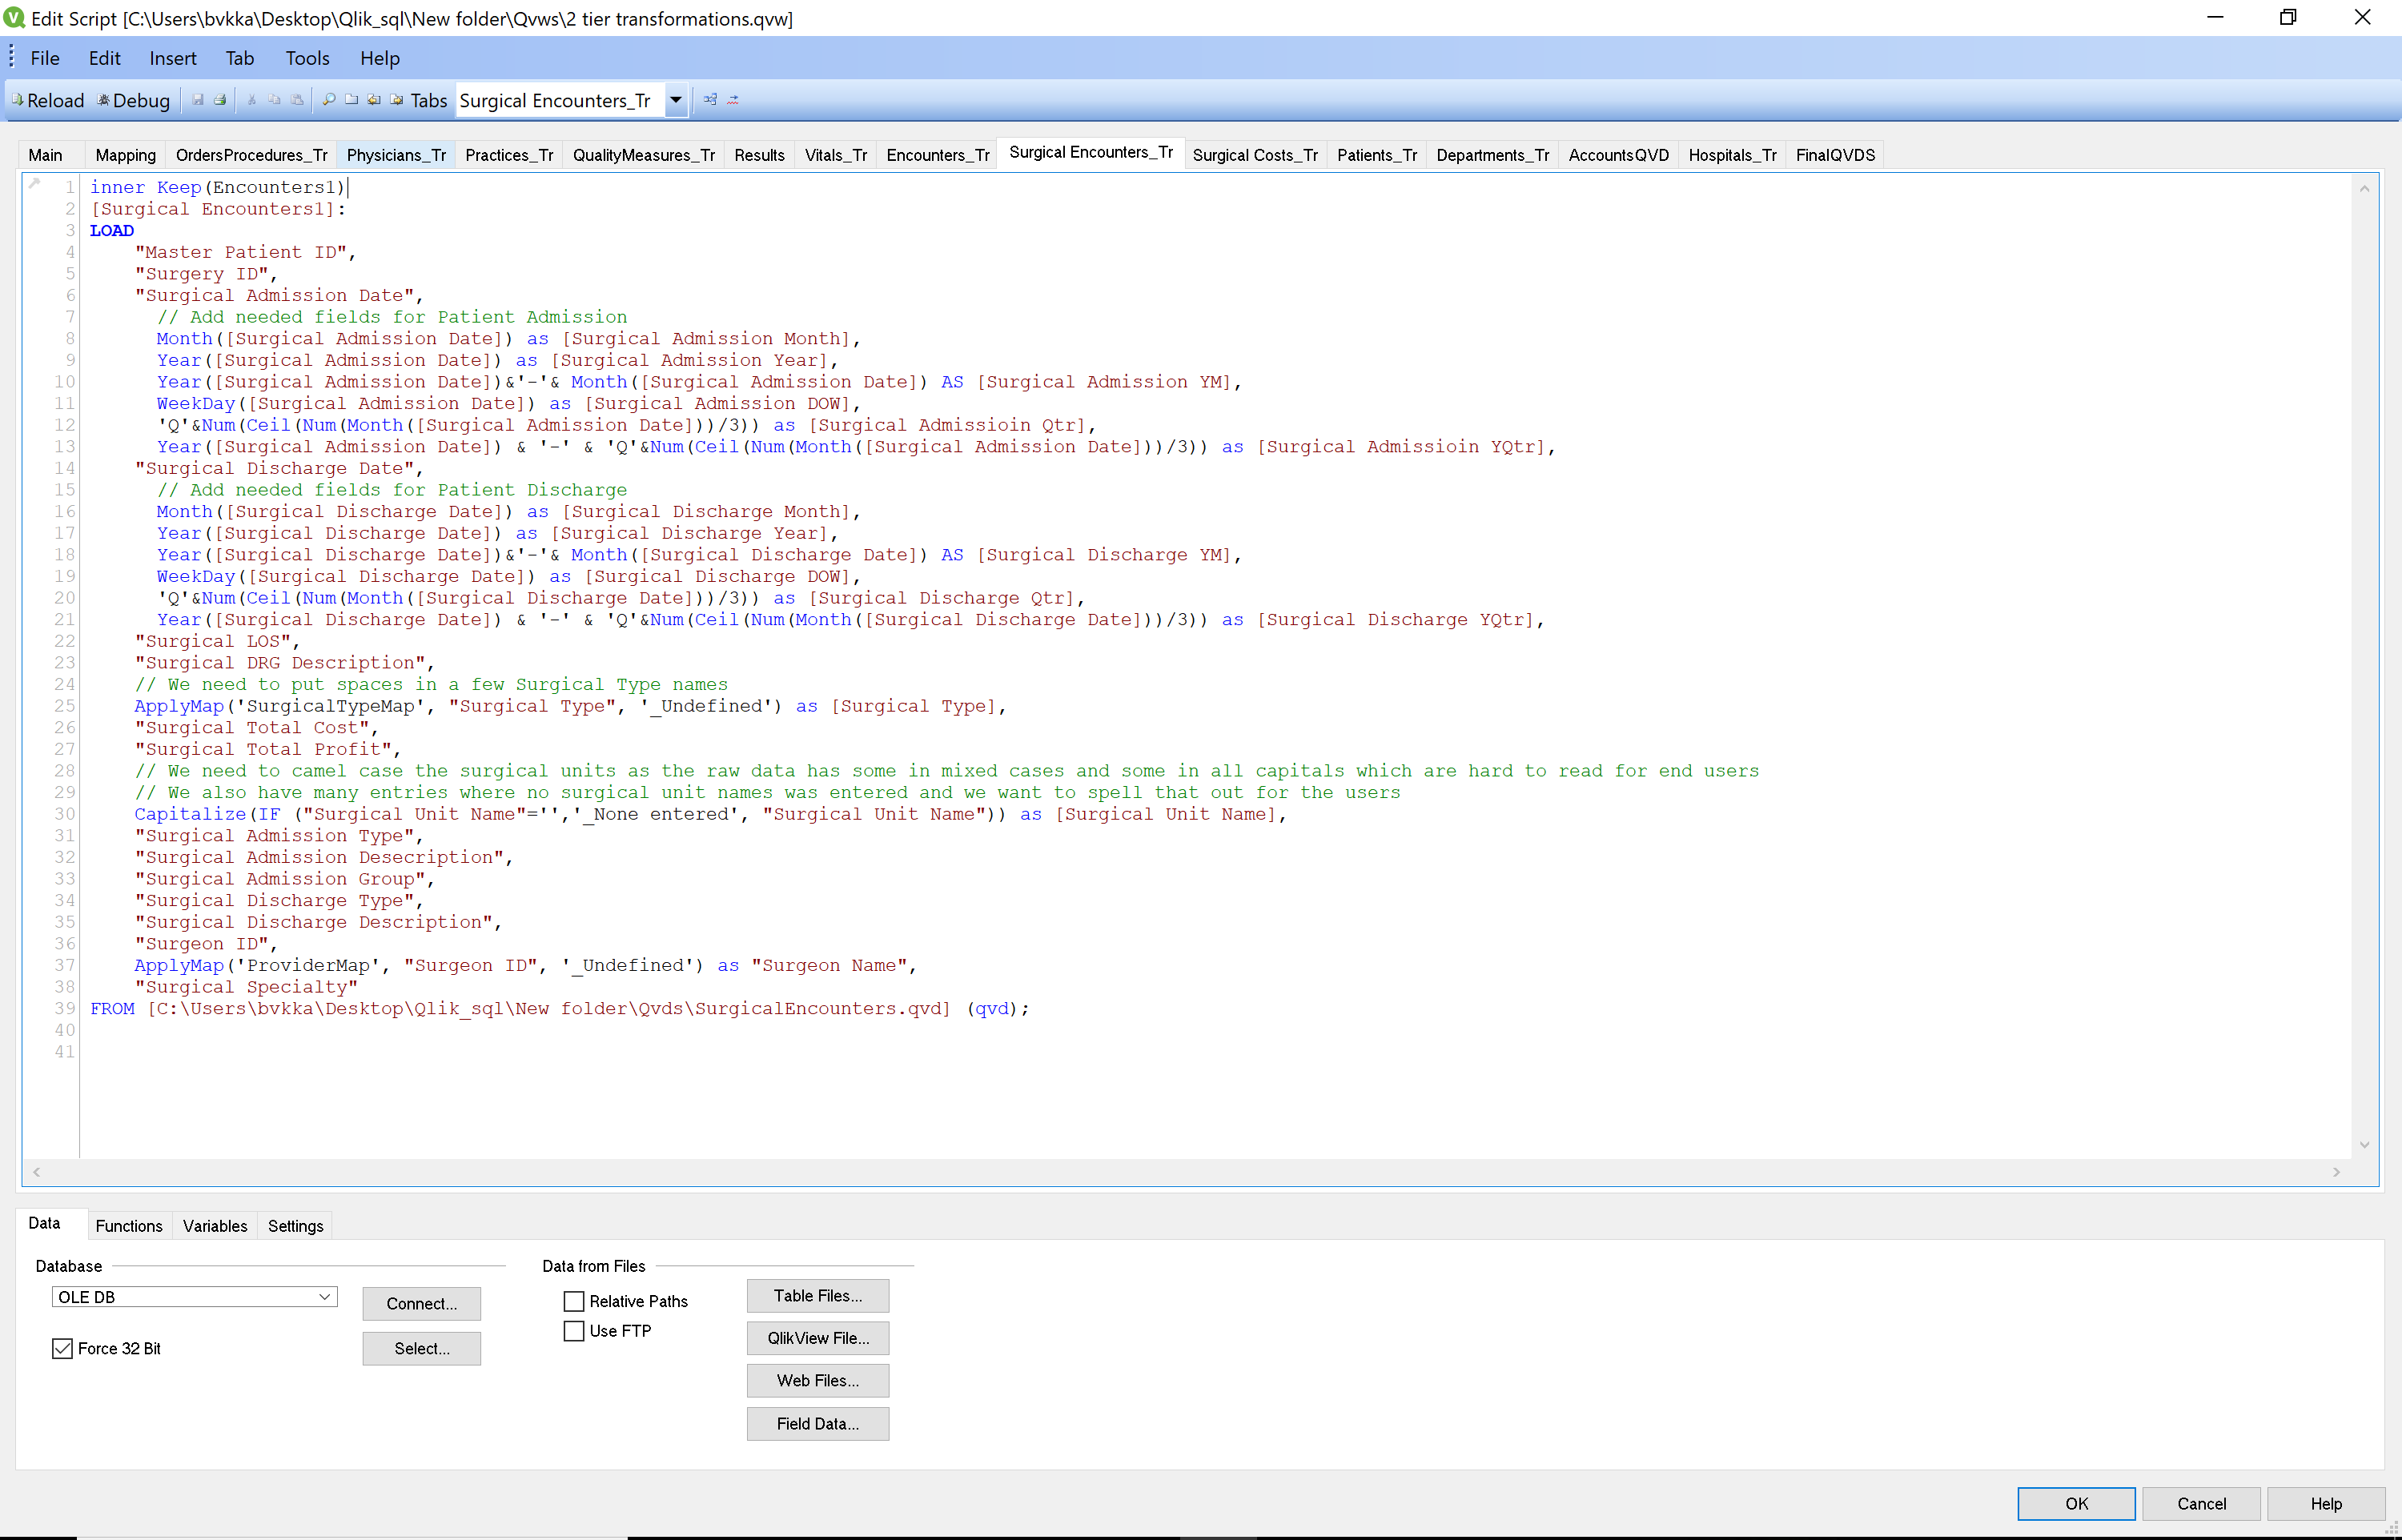 Edit Script [C:\Users\bvkka\Desktop\Qlik_sql\New folder\Qvws\2 tier transformations.qvw]
File Edit Insert Tab Tools Help
Reload Debug Tabs Surgical Encounters_Tr
Main Mapping OrdersProcedures_Tr Physicians_Tr Practices_Tr QualityMeasures_Tr Results Vitals_Tr Encounters_Tr Surgical Encounters_Tr Surgical Costs_Tr Patients_Tr Departments_Tr AccountsQVD Hospitals_Tr FinalQVDS
1 inner Keep(Encounters1)
2 [Surgical Encounters1]:
3 LOAD
4 "Master Patient ID",
5 "Surgery ID",
6 "Surgical Admission Date",
7 // Add needed fields for Patient Admission
8 Month([Surgical Admission Date]) as [Surgical Admission Month],
9 Year([Surgical Admission Date]) as [Surgical Admission Year],
10 Year([Surgical Admission Date])&'-'& Month([Surgical Admission Date]) AS [Surgical Admission YM],
11 WeekDay([Surgical Admission Date]) as [Surgical Admission DOW],
12 'Q'&Num(Ceil(Num(Month([Surgical Admission Date]))/3)) as [Surgical Admissioin Qtr],
13 Year([Surgical Admission Date]) & '-' & 'Q'&Num(Ceil(Num(Month([Surgical Admission Date]))/3)) as [Surgical Admissioin YQtr],
14 "Surgical Discharge Date",
15 // Add needed fields for Patient Discharge
16 Month([Surgical Discharge Date]) as [Surgical Discharge Month],
17 Year([Surgical Discharge Date]) as [Surgical Discharge Year],
18 Year([Surgical Discharge Date])&'-'& Month([Surgical Discharge Date]) AS [Surgical Discharge YM],
19 WeekDay([Surgical Discharge Date]) as [Surgical Discharge DOW],
20 'Q'&Num(Ceil(Num(Month([Surgical Discharge Date]))/3)) as [Surgical Discharge Qtr],
21 Year([Surgical Discharge Date]) & '-' & 'Q'&Num(Ceil(Num(Month([Surgical Discharge Date]))/3)) as [Surgical Discharge YQtr],
22 "Surgical LOS",
23 "Surgical DRG Description",
24 // We need to put spaces in a few Surgical Type names
25 ApplyMap('SurgicalTypeMap', "Surgical Type", '_Undefined') as [Surgical Type],
26 "Surgical Total Cost",
27 "Surgical Total Profit",
28 // We need to camel case the surgical units as the raw data has some in mixed cases and some in all capitals which are hard to read for end users
29 // We also have many entries where no surgical unit names was entered and we want to spell that out for the users
30 Capitalize(IF ("Surgical Unit Name"='','_None entered', "Surgical Unit Name")) as [Surgical Unit Name],
31 "Surgical Admission Type",
32 "Surgical Admission Desecription",
33 "Surgical Admission Group",
34 "Surgical Discharge Type",
35 "Surgical Discharge Description",
36 "Surgeon ID",
37 ApplyMap('ProviderMap', "Surgeon ID", '_Undefined') as "Surgeon Name",
38 "Surgical Specialty"
39 FROM [C:\Users\bvkka\Desktop\Qlik_sql\New folder\Qvds\SurgicalEncounters.qvd] (qvd);
40
41
Data Functions Variables Settings
Database Data from Files
OLE DB Connect... Relative Paths Table Files...
Use FTP QlikView File...
Force 32 Bit Select...
Web Files...
Field Data...
OK Cancel Help